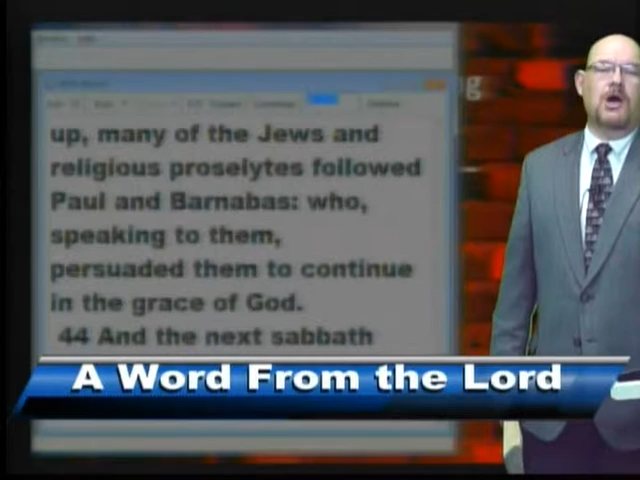 up, many of the Jews and
religious proselytes followed
Paul and Barnabas: who,
speaking to them,
persuaded them to continue
in the grace of God.
44 And the next sabbath
A Word From the Lord